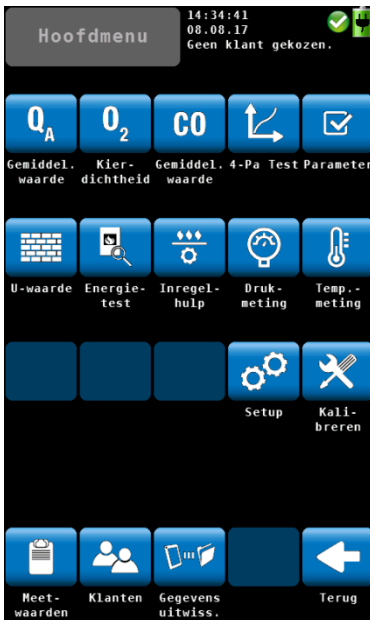 Hoofdmenu
14:34:41
08.08.17
Geen klant gekozen.
QA O2 CO
Gemiddel. Kier- Gemiddel. 4-Pa Test Parameter
waarde dichtheid waarde
U-waarde Energie- Inregel- Druk- Temp.-
test hulp meting meting
Setup Kali-
breren
Meet- Klanten Gegevens Terug
waarden uitwiss.